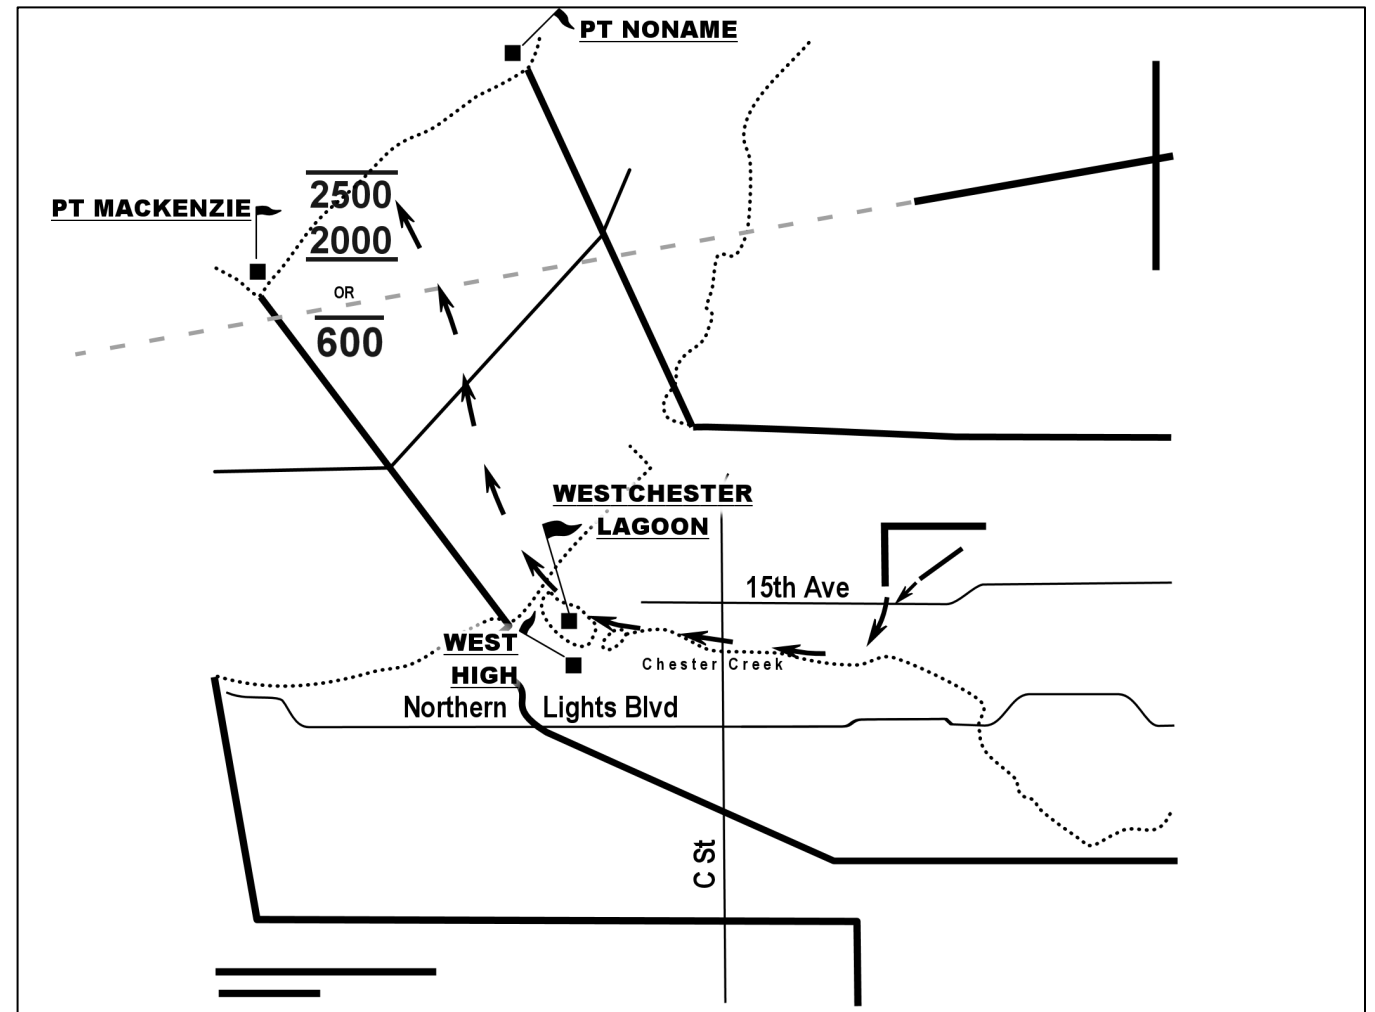 PT NONAME
PT MACKENZIE
2500
2000
OR
600
WESTCHESTER
LAGOON
15th Ave
WEST
HIGH
Chester Creek
Northern Lights Blvd
C St